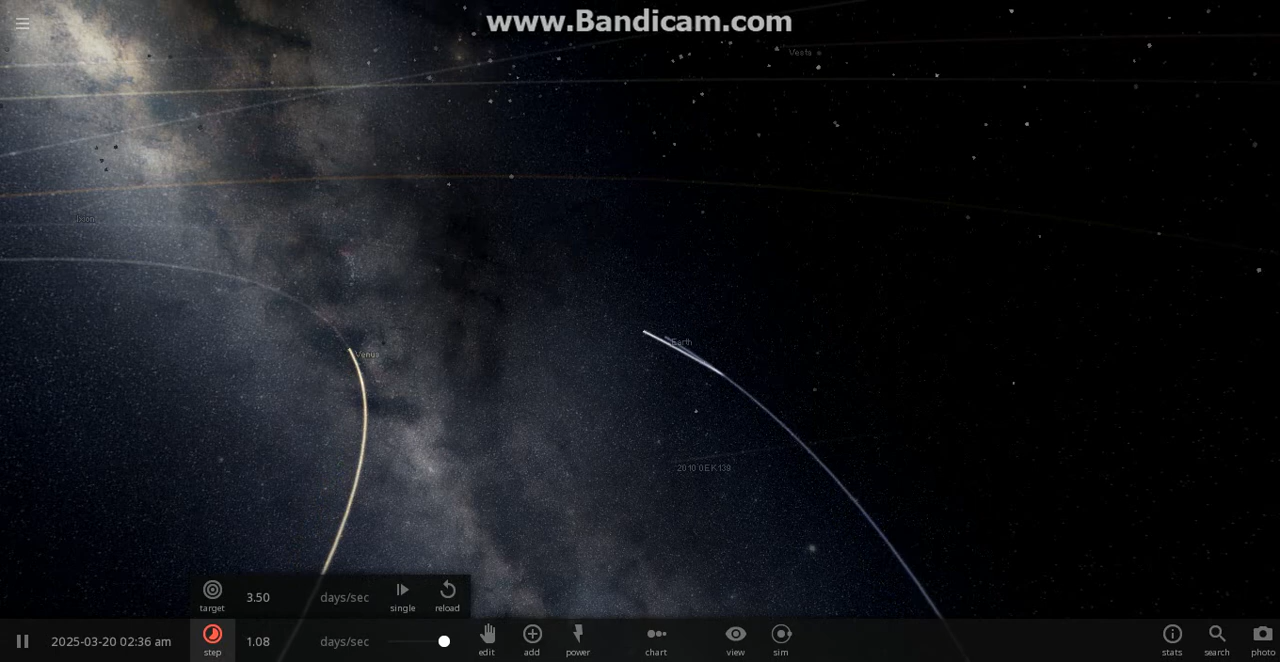 www.Bandicam.com
Vesta
Ixion
Earth
Venus
2010 OEK139
target
3.50
days/sec
single
reload
2025-03-20 02:36 am
step
1.08
days/sec
edit
add
power
chart
view
sim
stats
search
photo